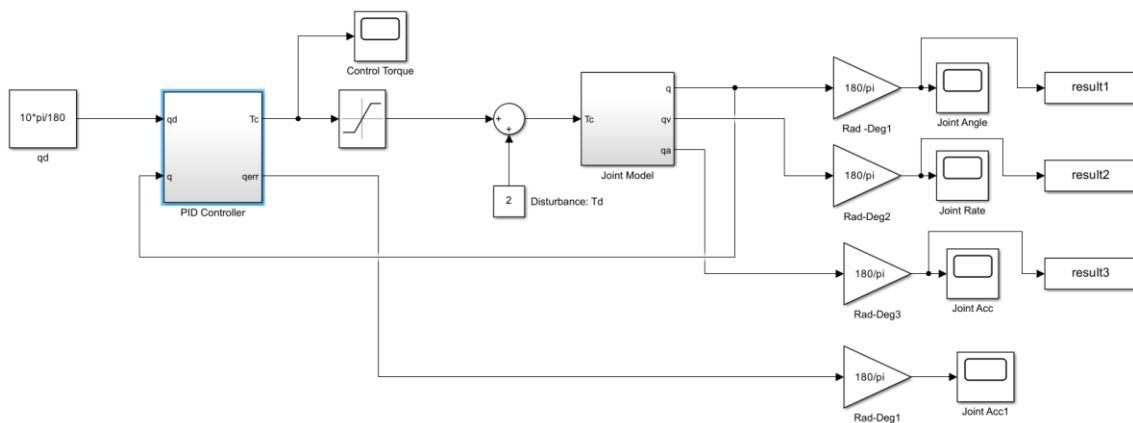 Control Torque
10*pi/180
qd
qd
q
Tc
qerr
PID Controller
+
+
2
Disturbance: Td
Tc
q
qv
qa
Joint Model
180/pi
Rad -Deg1
Joint Angle
result1
180/pi
Rad-Deg2
Joint Rate
result2
180/pi
Rad-Deg3
Joint Acc
result3
180/pi
Rad-Deg1
Joint Acc1